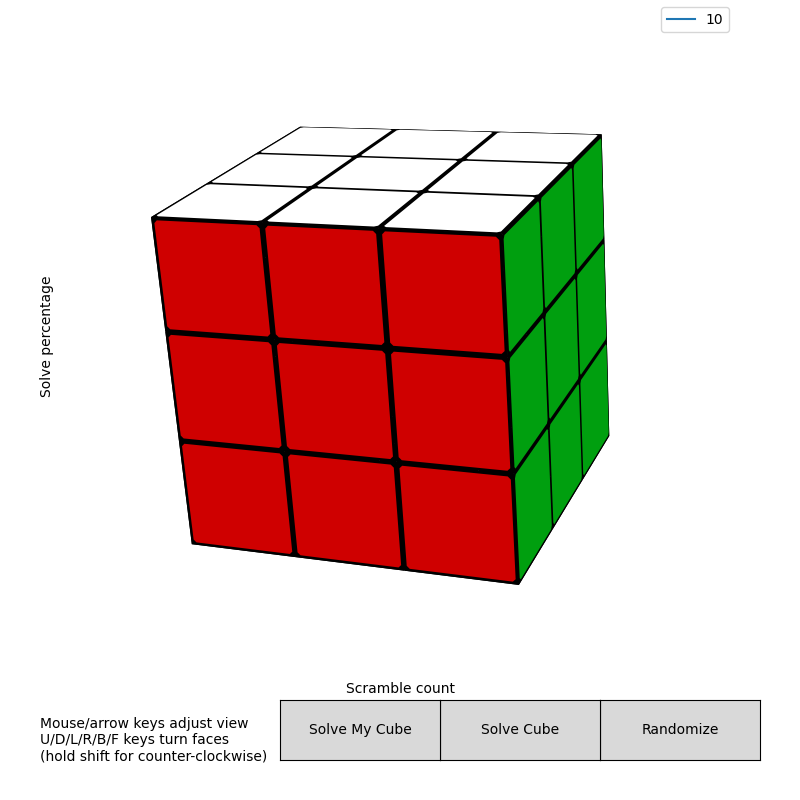 10
Solve percentage
Scramble count
Mouse/arrow keys adjust view
U/D/L/R/B/F keys turn faces
(hold shift for counter-clockwise)
Solve My Cube
Solve Cube
Randomize